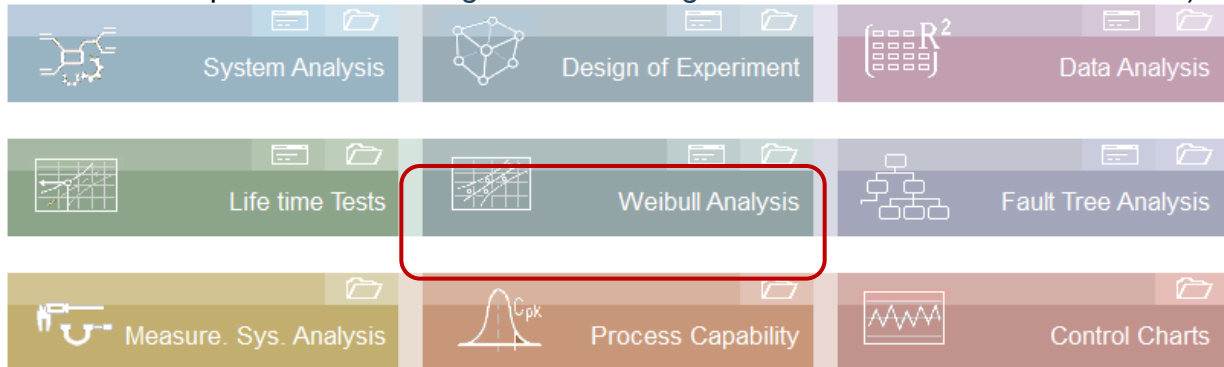 System Analysis
Design of Experiment
R²
Data Analysis
Life time Tests
Weibull Analysis
Fault Tree Analysis
Measure. Sys. Analysis
Cpk
Process Capability
Control Charts